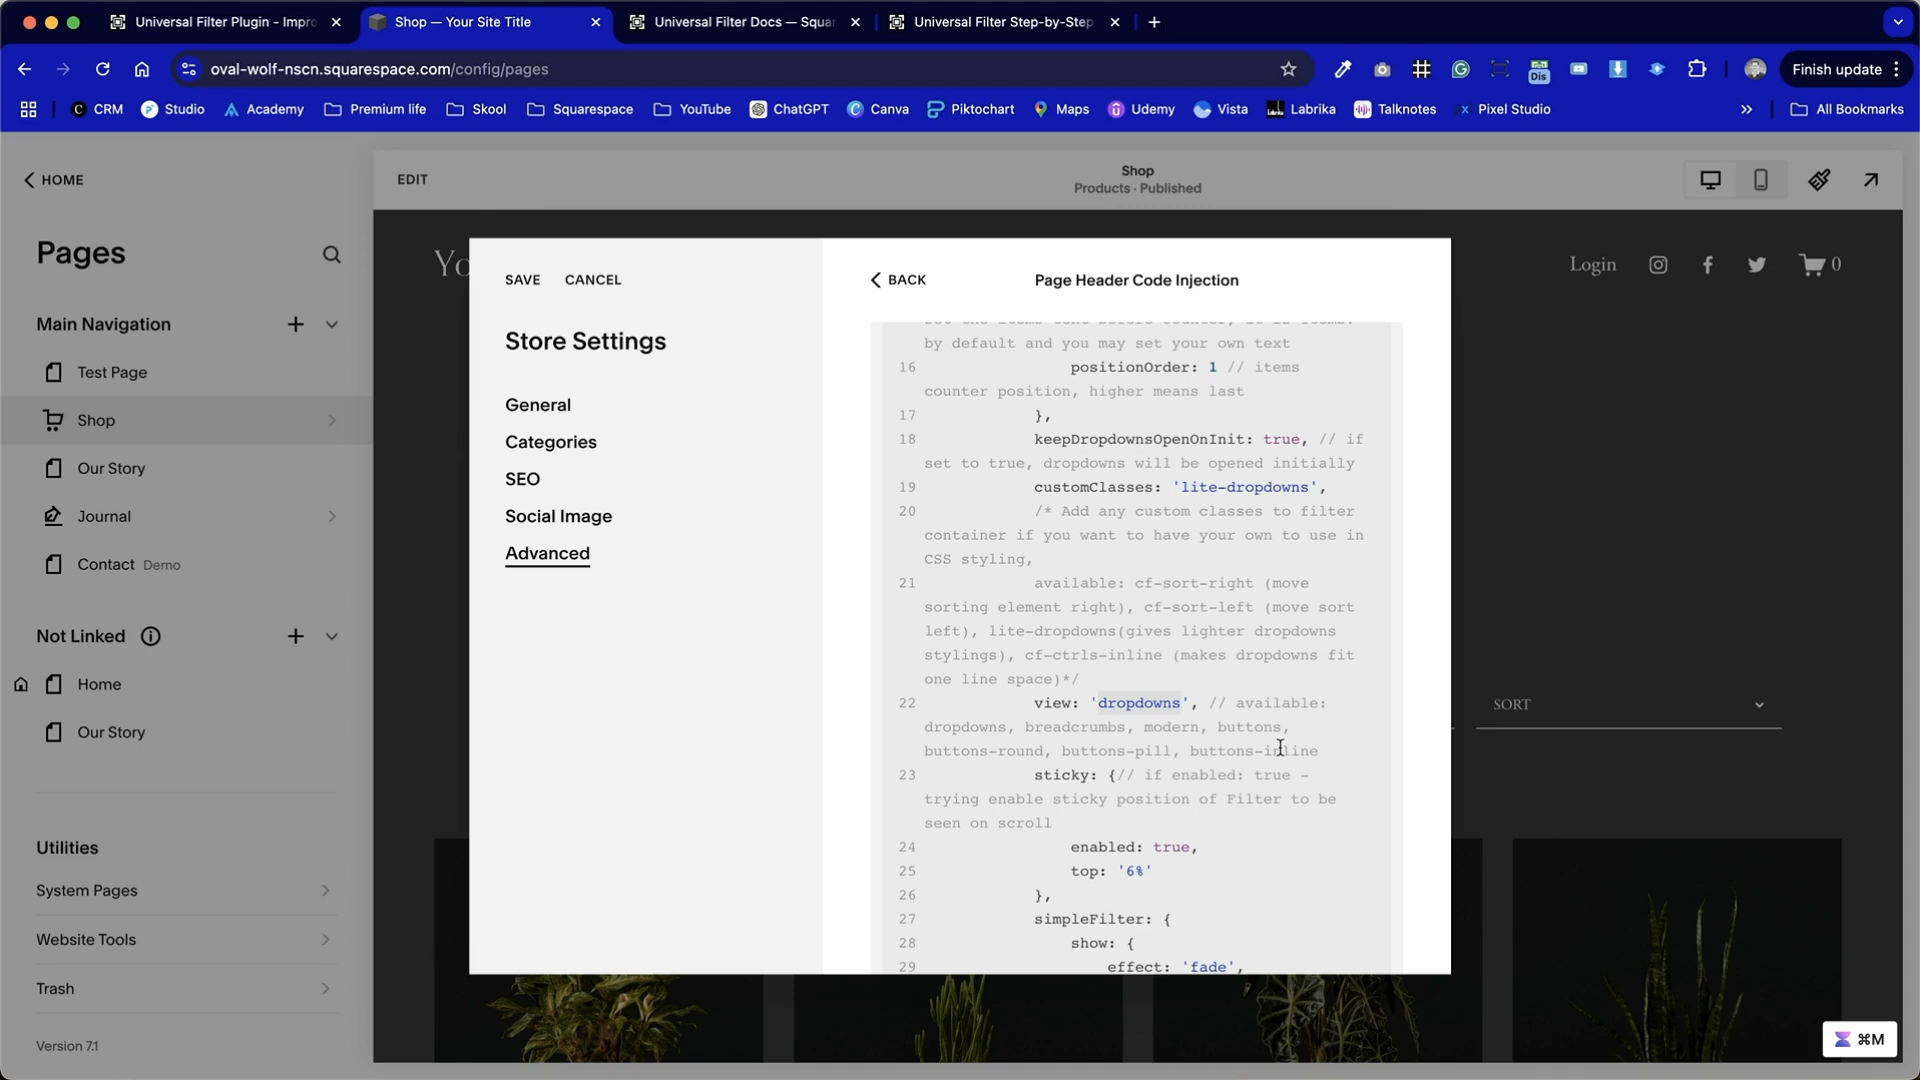 Universal Filter Plugin - Impro
Shop — Your Site Title
Universal Filter Docs — Squar
Universal Filter Step-by-Step
oval-wolf-nscn.squarespace.com/config/pages
Dis
Finish update
CRM
Studio
Academy
Premium life
Skool
Squarespace
YouTube
ChatGPT
Canva
Piktochart
Maps
Udemy
Vista
Labrika
Talknotes
Pixel Studio
»
All Bookmarks
HOME
EDIT
Shop
Products · Published
Pages
Main Navigation
Test Page
Shop
Our Story
Journal
Contact Demo
Not Linked
Home
Our Story
Utilities
System Pages
Website Tools
Trash
Version 7.1
Yo
Login
0
SORT
SAVE CANCEL
Store Settings
General
Categories
SEO
Social Image
Advanced
BACK
Page Header Code Injection
by default and you may set your own text
16 positionOrder: 1 // items
counter position, higher means last
17 },
18 keepDropdownsOpenOnInit: true, // if
set to true, dropdowns will be opened initially
19 customClasses: 'lite-dropdowns',
20 /* Add any custom classes to filter
container if you want to have your own to use in
CSS styling,
21 available: cf-sort-right (move
sorting element right), cf-sort-left (move sort
left), lite-dropdowns(gives lighter dropdowns
stylings), cf-ctrls-inline (makes dropdowns fit
one line space)*/
22 view: 'dropdowns', // available:
dropdowns, breadcrumbs, modern, buttons,
buttons-round, buttons-pill, buttons-inline
23 sticky: {// if enabled: true -
trying enable sticky position of Filter to be
seen on scroll
24 enabled: true,
25 top: '6%'
26 },
27 simpleFilter: {
28 show: {
29 effect: 'fade',
⌘M